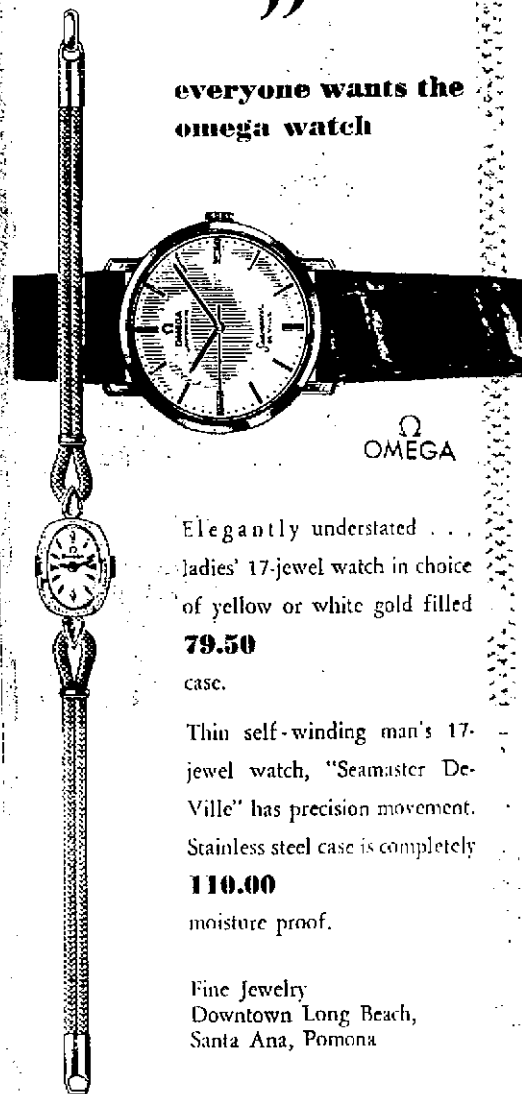 everyone wants the
omega watch
Ω
OMEGA
Ω
OMEGA
Elegantly understated . . .
ladies' 17-jewel watch in choice
of yellow or white gold filled
79.50
case.
Thin self-winding man's 17-
jewel watch, "Seamaster De-
Ville" has precision movement.
Stainless steel case is completely
110.00
moisture proof.
Fine Jewelry
Downtown Long Beach,
Santa Ana, Pomona